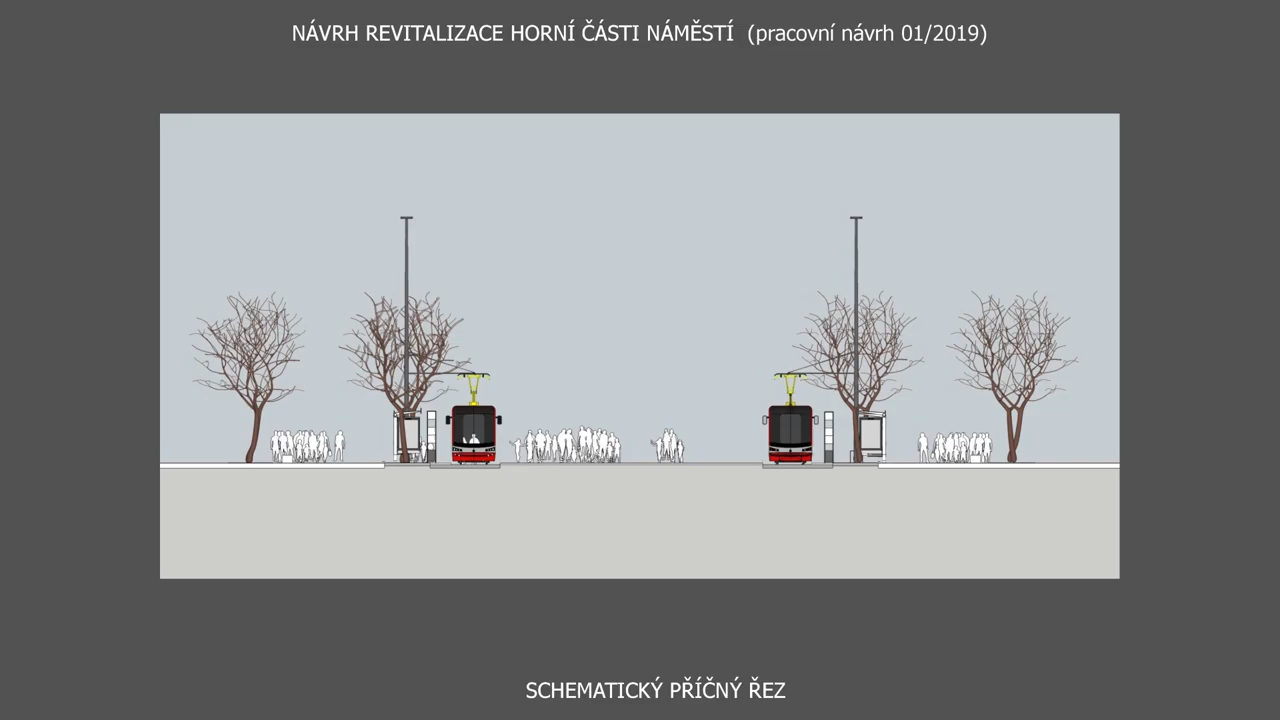 NÁVRH REVITALIZACE HORNÍ ČÁSTI NÁMĚSTÍ (pracovní návrh 01/2019)
SCHEMATICKÝ PŘÍČNÝ ŘEZ